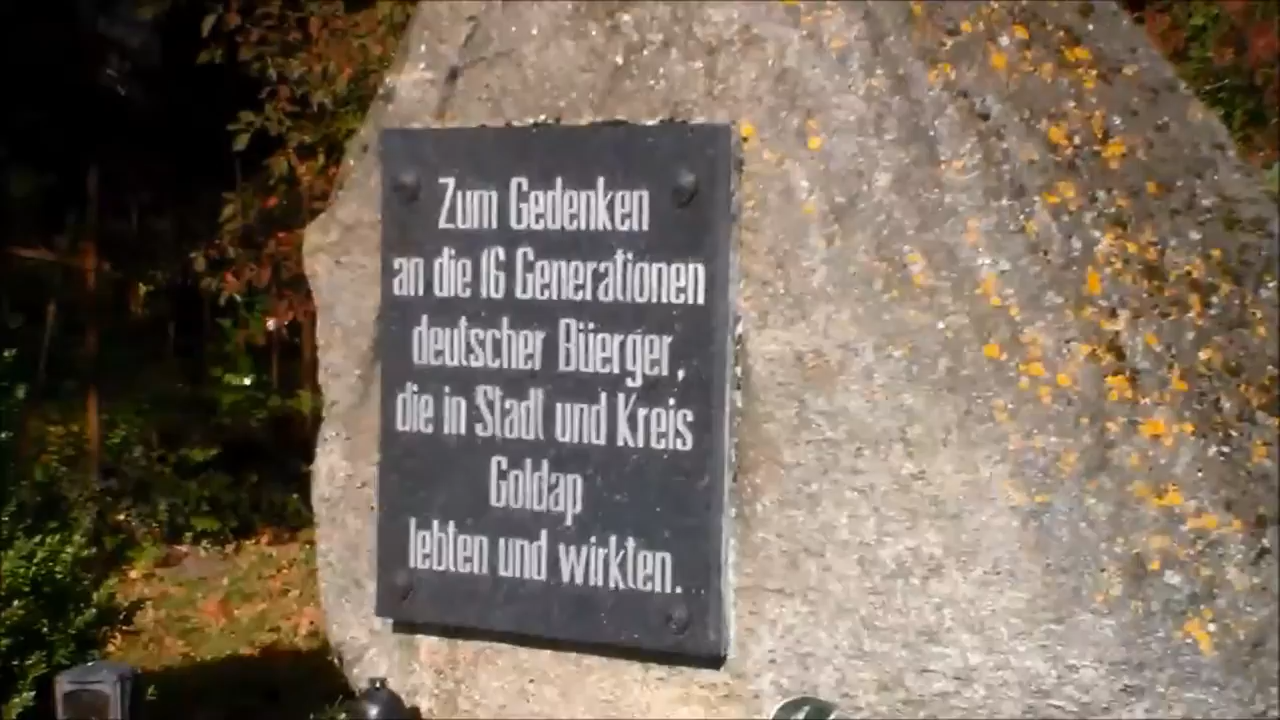 Zum Gedenken
an die 16 Generationen
deutscher Büerger,
die in Stadt und Kreis
Goldap
lebten und wirkten.